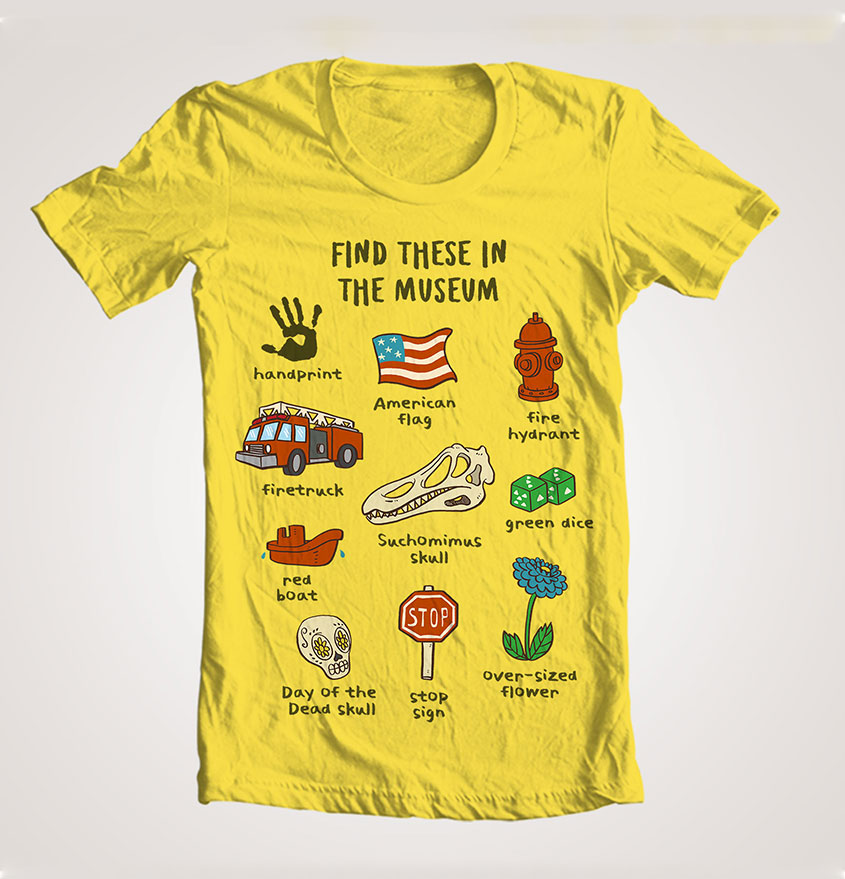 FIND THESE IN
THE MUSEUM
handprint
American
flag
fire
hydrant
firetruck
Suchomimus
skull
green dice
red
boat
STOP
Day of the
Dead skull
stop
sign
over-sized
flower